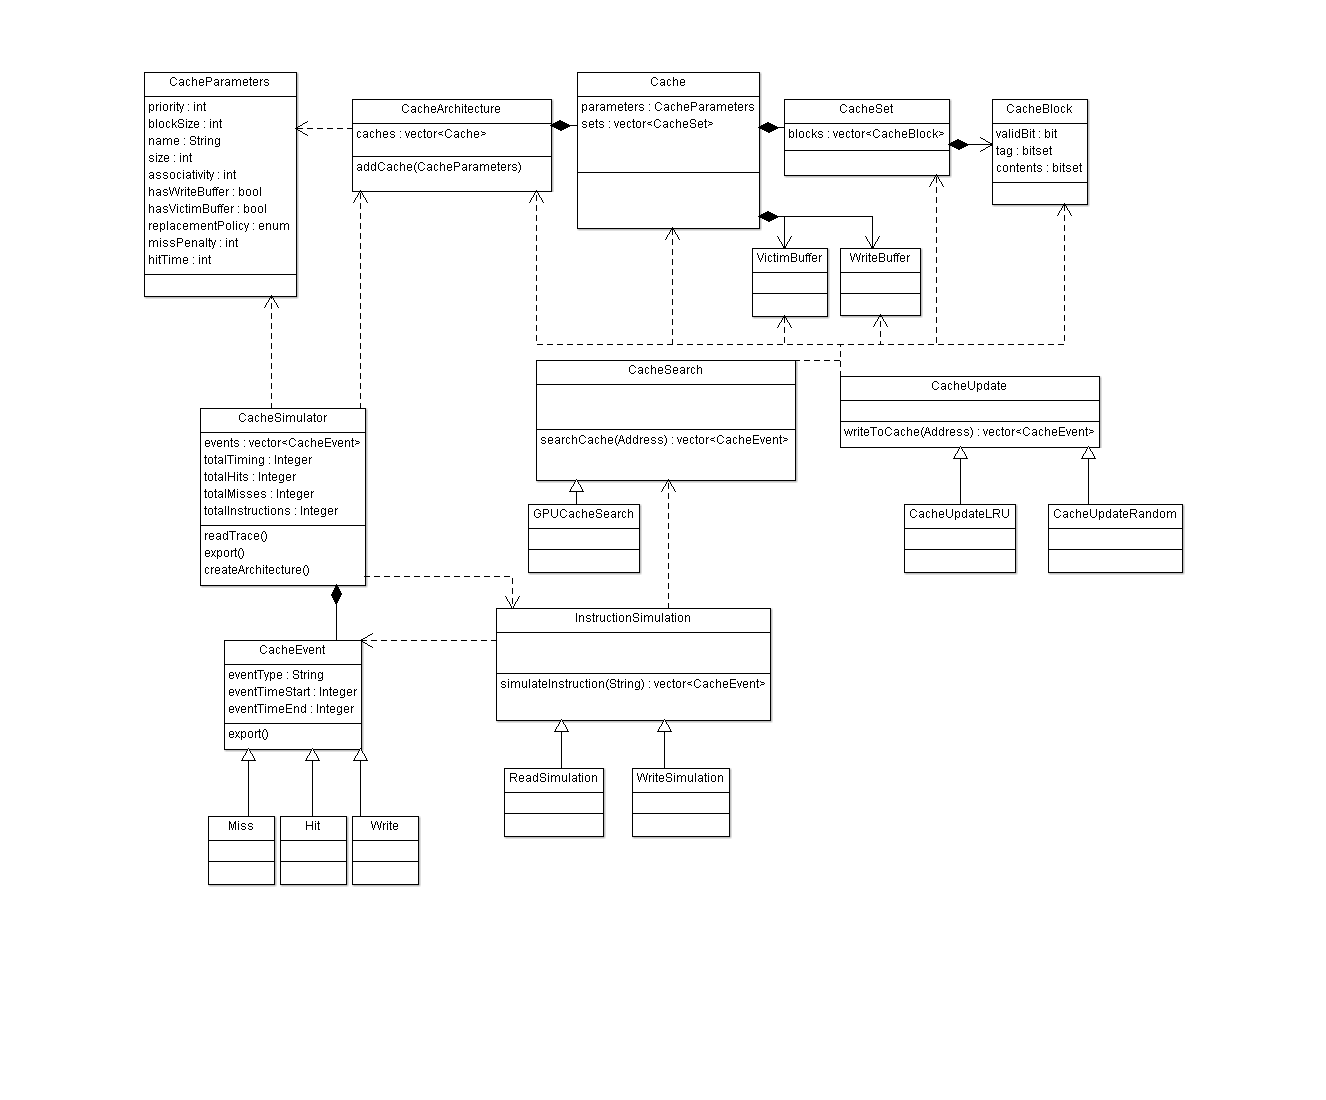 CacheParameters
priority : int
blockSize : int
name : String
size : int
associativity : int
hasWriteBuffer : bool
hasVictimBuffer : bool
replacementPolicy : enum
missPenalty : int
hitTime : int
CacheArchitecture
caches : vector<Cache>
addCache(CacheParameters)
Cache
parameters : CacheParameters
sets : vector<CacheSet>
CacheSet
blocks : vector<CacheBlock>
CacheBlock
validBit : bit
tag : bitset
contents : bitset
VictimBuffer
WriteBuffer
CacheSearch
searchCache(Address) : vector<CacheEvent>
CacheUpdate
writeToCache(Address) : vector<CacheEvent>
CacheSimulator
events : vector<CacheEvent>
totalTiming : Integer
totalHits : Integer
totalMisses : Integer
totalInstructions : Integer
readTrace()
export()
createArchitecture()
GPUCacheSearch
CacheUpdateLRU
CacheUpdateRandom
InstructionSimulation
simulateInstruction(String) : vector<CacheEvent>
CacheEvent
eventType : String
eventTimeStart : Integer
eventTimeEnd : Integer
export()
ReadSimulation
WriteSimulation
Miss
Hit
Write